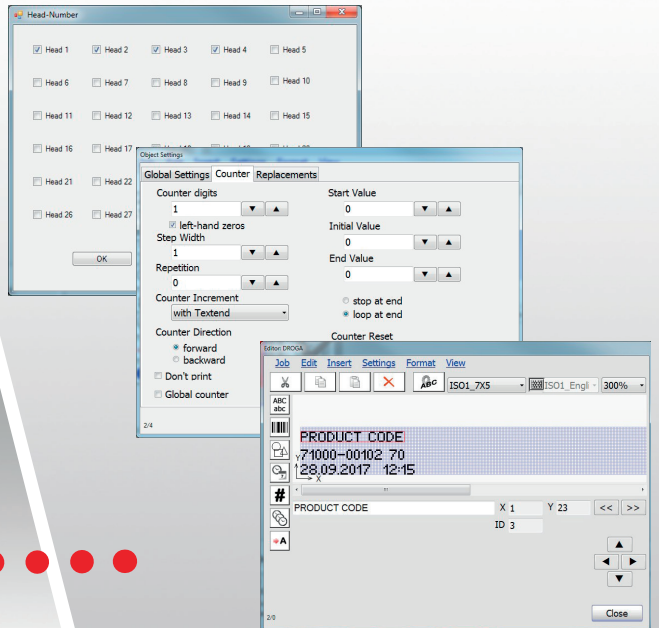 Head-Number
Head 1 Head 2 Head 3 Head 4 Head 5
Head 6 Head 7 Head 8 Head 9 Head 10
Head 11 Head 12 Head 13 Head 14 Head 15
Head 16 Head 17
Head 21 Head 22
Head 26 Head 27
OK
Object Settings
Global Settings Counter Replacements
Counter digits Start Value
1 0
left-hand zeros Initial Value
Step Width 0
1 End Value
Repetition 0
0
Counter Increment stop at end
with Textend loop at end
Counter Direction Counter Reset
forward
backward
Don't print
Global counter
2/4
Editor: DROGA
Job Edit Insert Settings Format View
ABC ISO1_7X5 ISO1_Engli 300%
ABC
abc
PRODUCT CODE
71000-00102 70
Y
28.09.2017 12:15
X
#
PRODUCT CODE X 1 Y 23 << >>
ID 3
A
Close
2/0